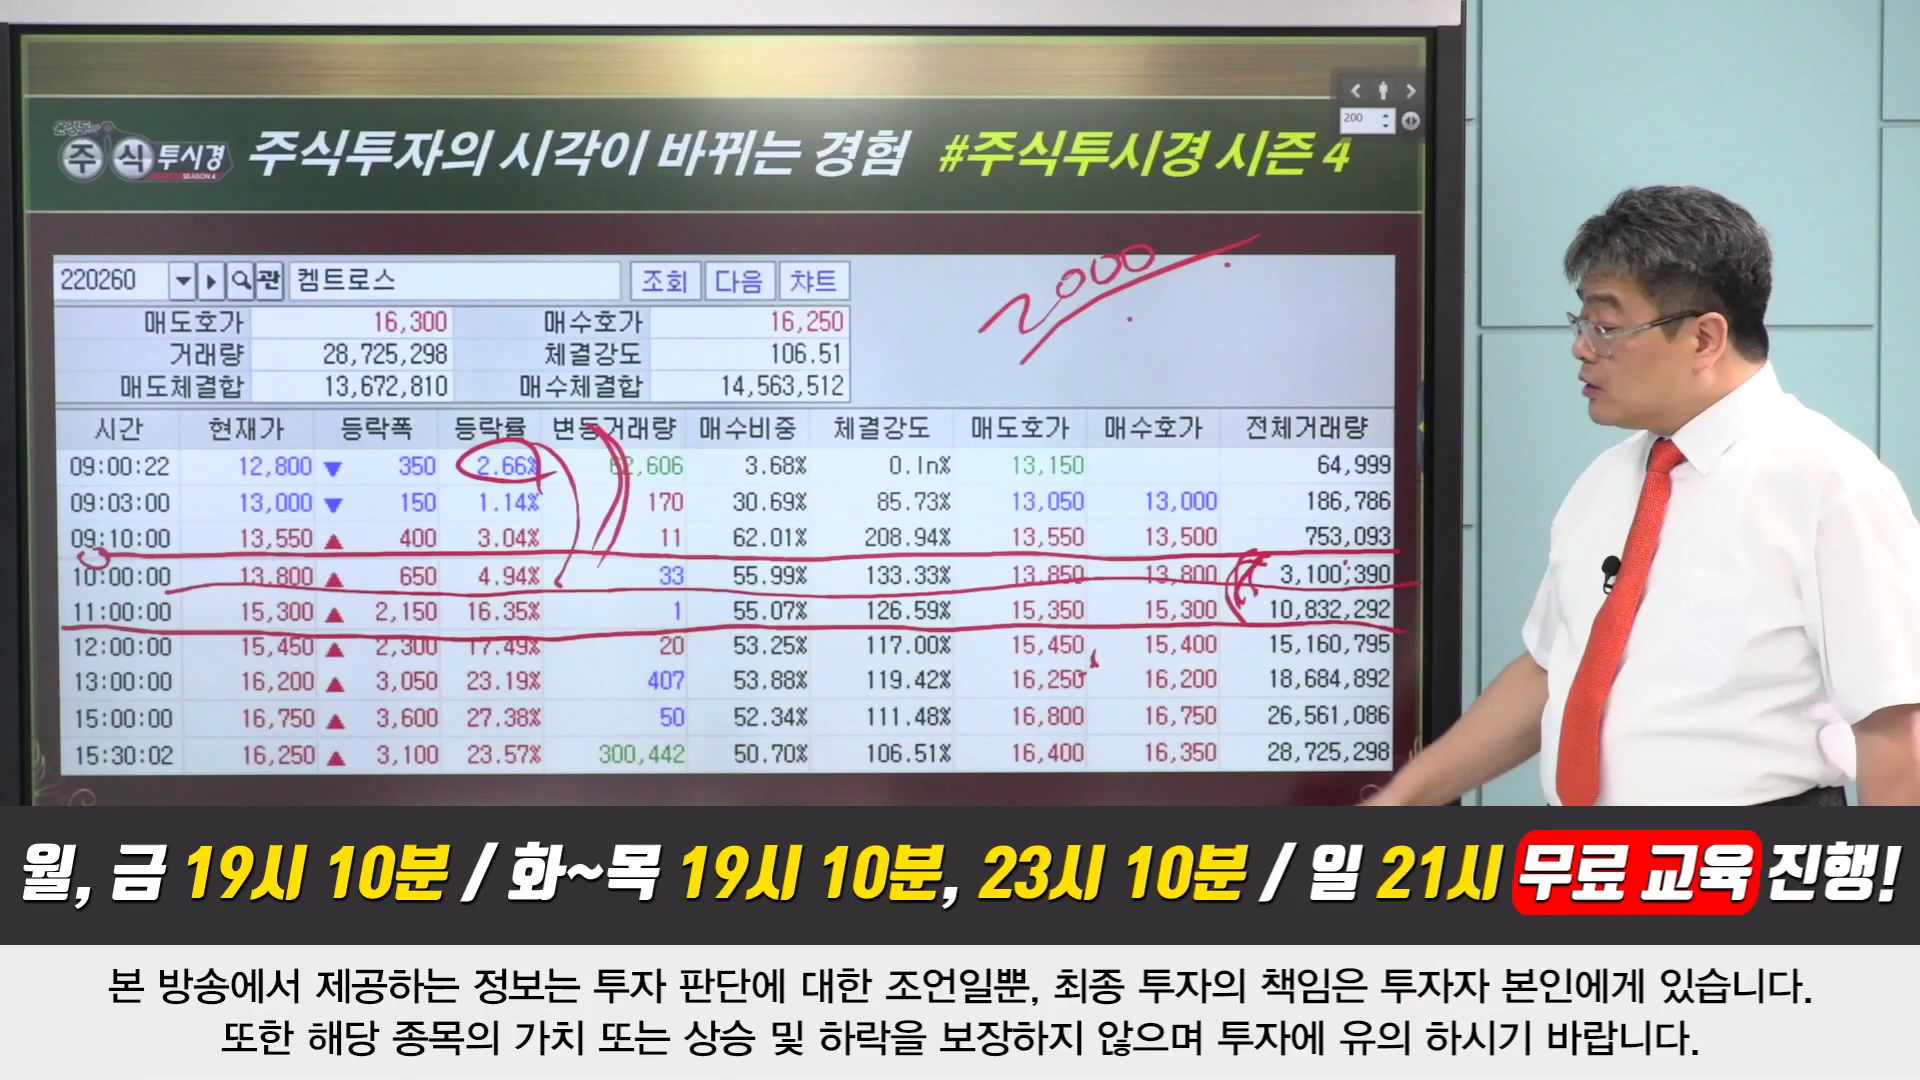 윤정두의
주식투시경
SEASON 4
주식투자의 시각이 바뀌는 경험 #주식투시경 시즌 4
200
2000
220260 관 켐트로스 조회 다음 챠트
매도호가 16,300 매수호가 16,250
거래량 28,725,298 체결강도 106.51
매도체결합 13,672,810 매수체결합 14,563,512
시간 현재가 등락폭 등락률 변동거래량 매수비중 체결강도 매도호가 매수호가 전체거래량
09:00:22 12,800 ▼ 350 2.66% 62,606 3.68% 0.In% 13,150 64,999
09:03:00 13,000 ▼ 150 1.14% 170 30.69% 85.73% 13,050 13,000 186,786
09:10:00 13,550 ▲ 400 3.04% 11 62.01% 208.94% 13,550 13,500 753,093
10:00:00 13,800 ▲ 650 4.94% 33 55.99% 133.33% 13,850 13,800 3,100,390
11:00:00 15,300 ▲ 2,150 16.35% 1 55.07% 126.59% 15,350 15,300 10,832,292
12:00:00 15,450 ▲ 2,300 17.49% 20 53.25% 117.00% 15,450 15,400 15,160,795
13:00:00 16,200 ▲ 3,050 23.19% 407 53.88% 119.42% 16,250 16,200 18,684,892
15:00:00 16,750 ▲ 3,600 27.38% 50 52.34% 111.48% 16,800 16,750 26,561,086
15:30:02 16,250 ▲ 3,100 23.57% 300,442 50.70% 106.51% 16,400 16,350 28,725,298
월, 금 19시 10분 / 화~목 19시 10분, 23시 10분 / 일 21시 무료 교육 진행!
본 방송에서 제공하는 정보는 투자 판단에 대한 조언일뿐, 최종 투자의 책임은 투자자 본인에게 있습니다.
또한 해당 종목의 가치 또는 상승 및 하락을 보장하지 않으며 투자에 유의 하시기 바랍니다.